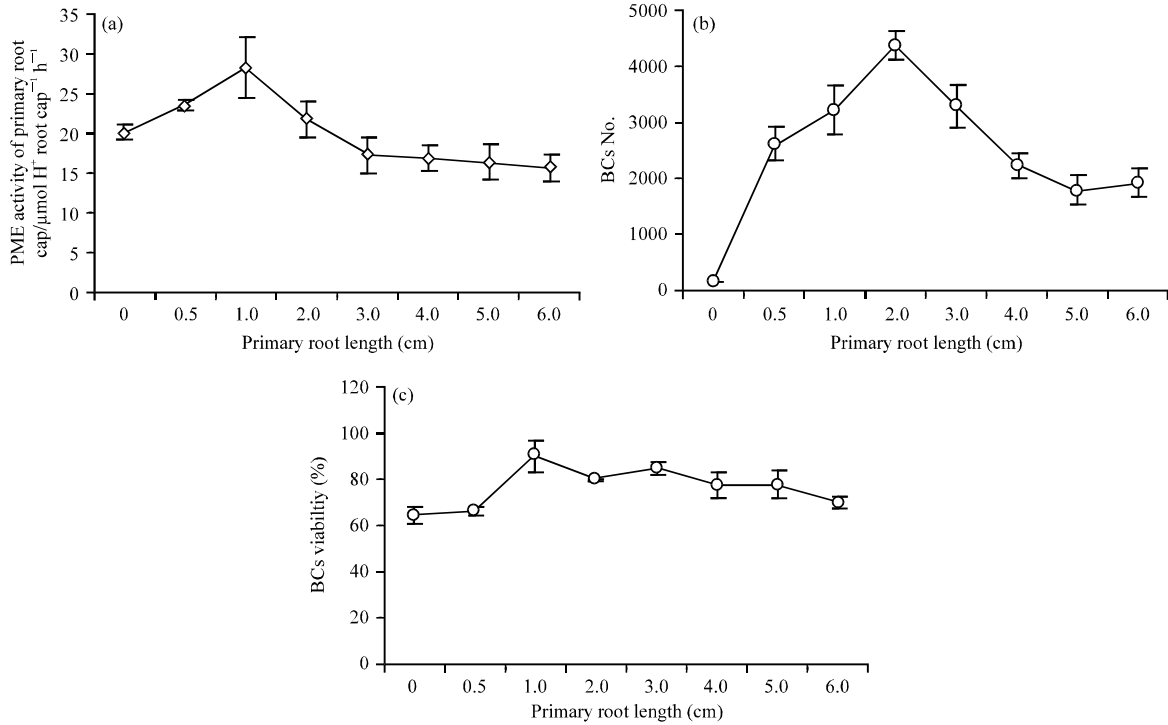 (a)
35
30
25
20
15
10
5
0
PME activity of primary root
cap/µmol H⁺ root cap⁻¹ h⁻¹
0 0.5 1.0 2.0 3.0 4.0 5.0 6.0
Primary root length (cm)
(b)
5000
4000
3000
2000
1000
0
BCs No.
0 0.5 1.0 2.0 3.0 4.0 5.0 6.0
Primary root length (cm)
(c)
120
100
80
60
40
20
0
BCs viabiltiy (%)
0 0.5 1.0 2.0 3.0 4.0 5.0 6.0
Primary root length (cm)